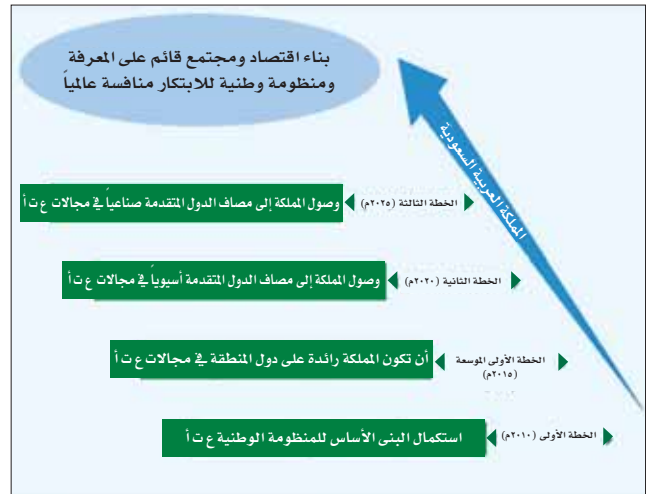 بناء اقتصاد ومجتمع قائم على المعرفة
ومنظومة وطنية للابتكار منافسة عالمياً
المملكة العربية السعودية
الخطة الثالثة (٢٠٢٥م)
وصول المملكة إلى مصاف الدول المتقدمة صناعياً في مجالات ع ت أ
الخطة الثانية (٢٠٢٠م)
وصول المملكة إلى مصاف الدول المتقدمة أسيوياً في مجالات ع ت أ
الخطة الأولى الموسعة
(٢٠١٥م)
أن تكون المملكة رائدة على دول المنطقة في مجالات ع ت أ
الخطة الأولى (٢٠١٠م)
استكمال البنى الأساس للمنظومة الوطنية ع ت أ